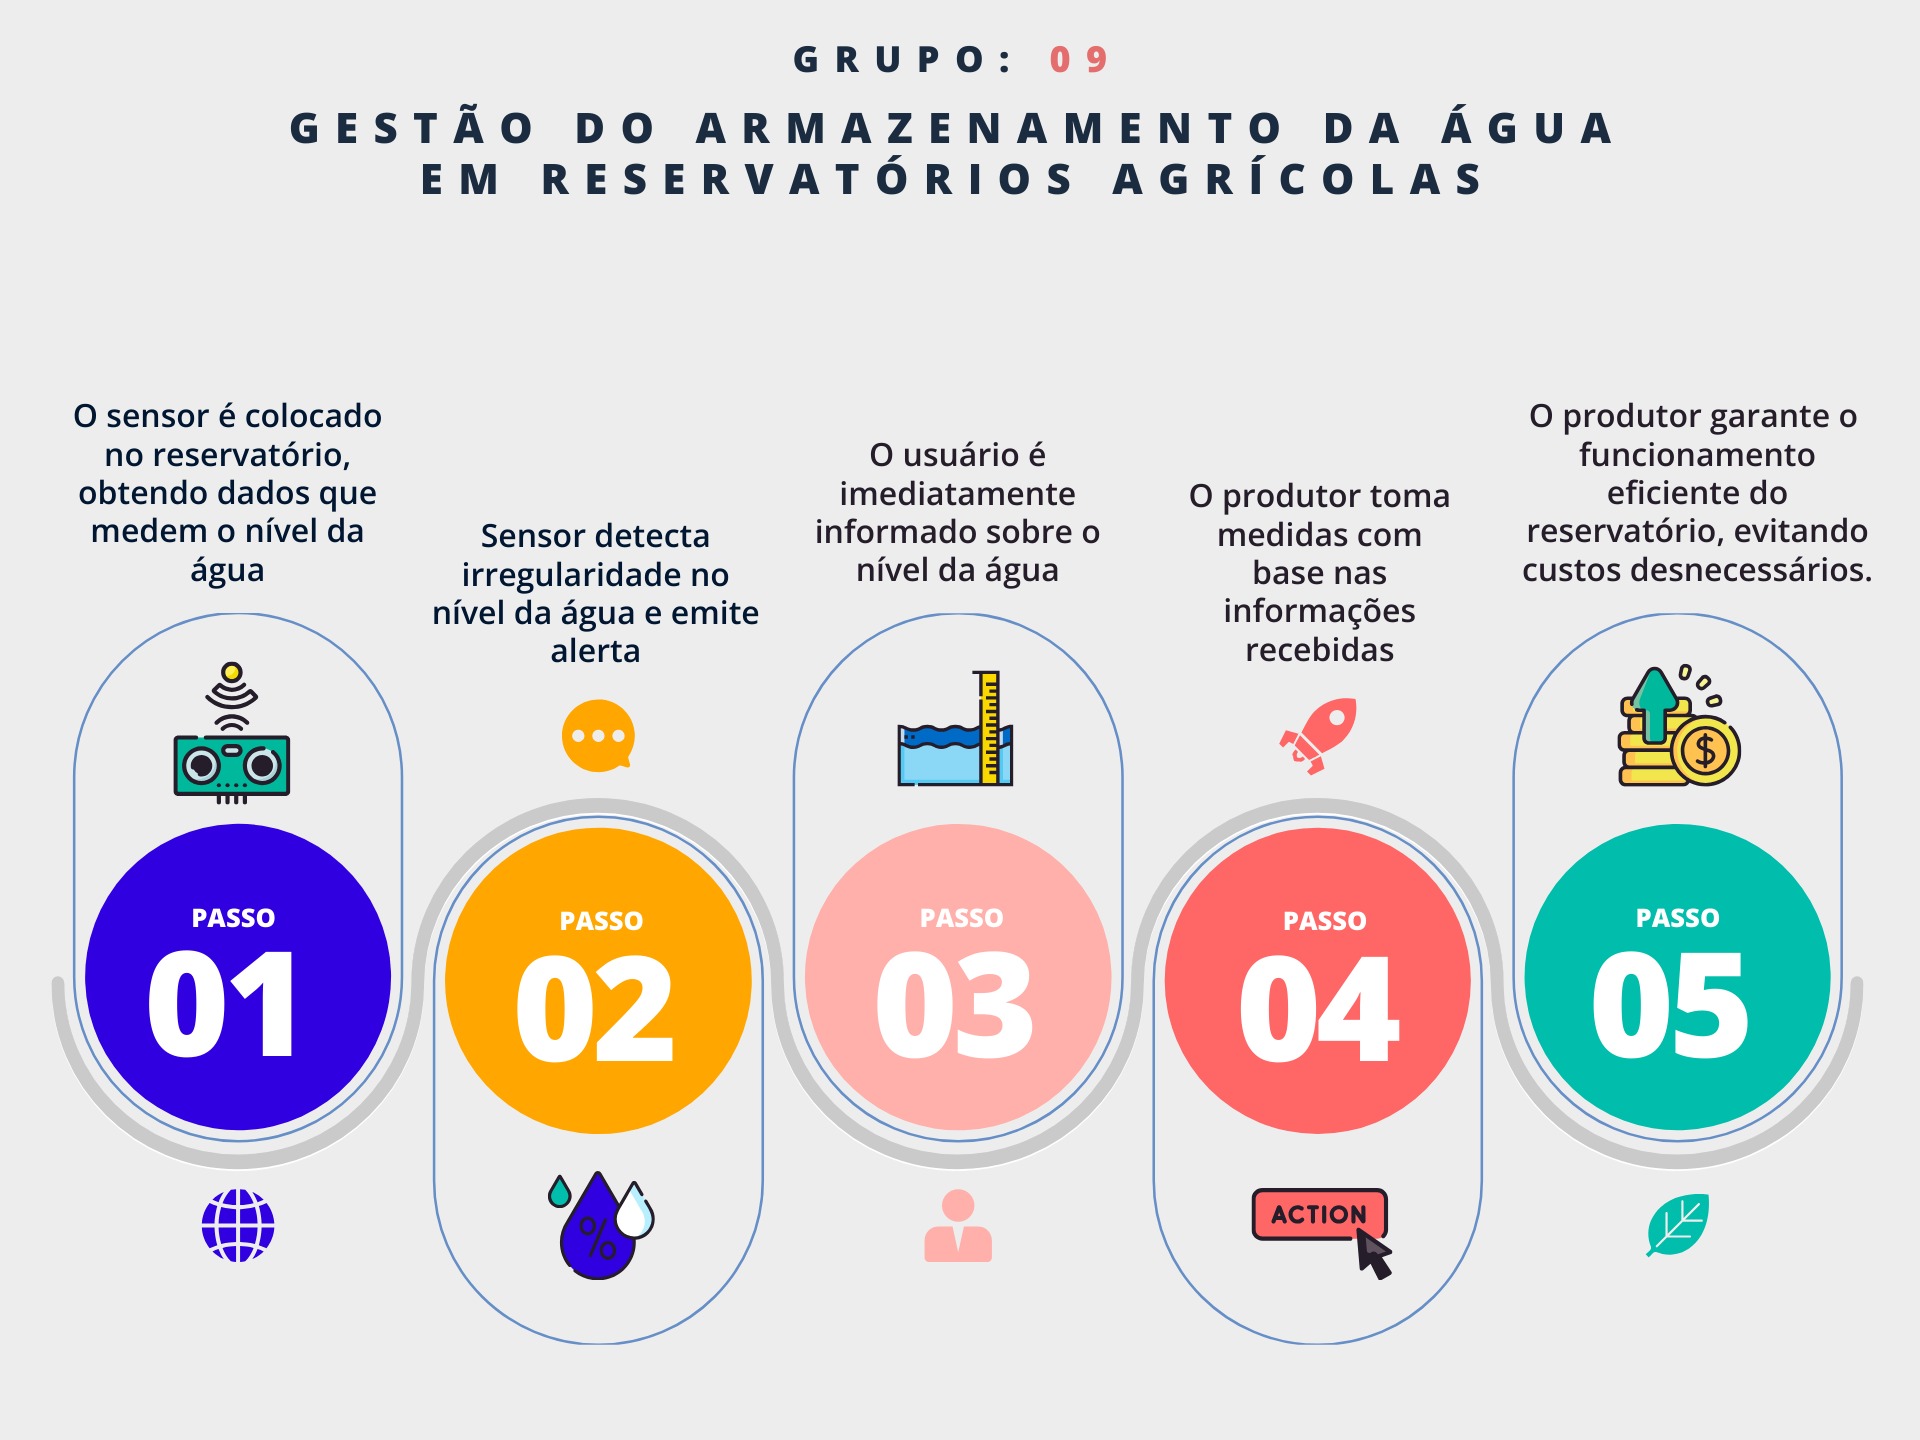 GRUPO: 09
GESTÃO DO ARMAZENAMENTO DA ÁGUA
EM RESERVATÓRIOS AGRÍCOLAS
O sensor é colocado
no reservatório,
obtendo dados que
medem o nível da
água
Sensor detecta
irregularidade no
nível da água e emite
alerta
O usuário é
imediatamente
informado sobre o
nível da água
O produtor toma
medidas com
base nas
informações
recebidas
O produtor garante o
funcionamento
eficiente do
reservatório, evitando
custos desnecessários.
$
PASSO
01
PASSO
02
PASSO
03
PASSO
04
PASSO
05
%
ACTION